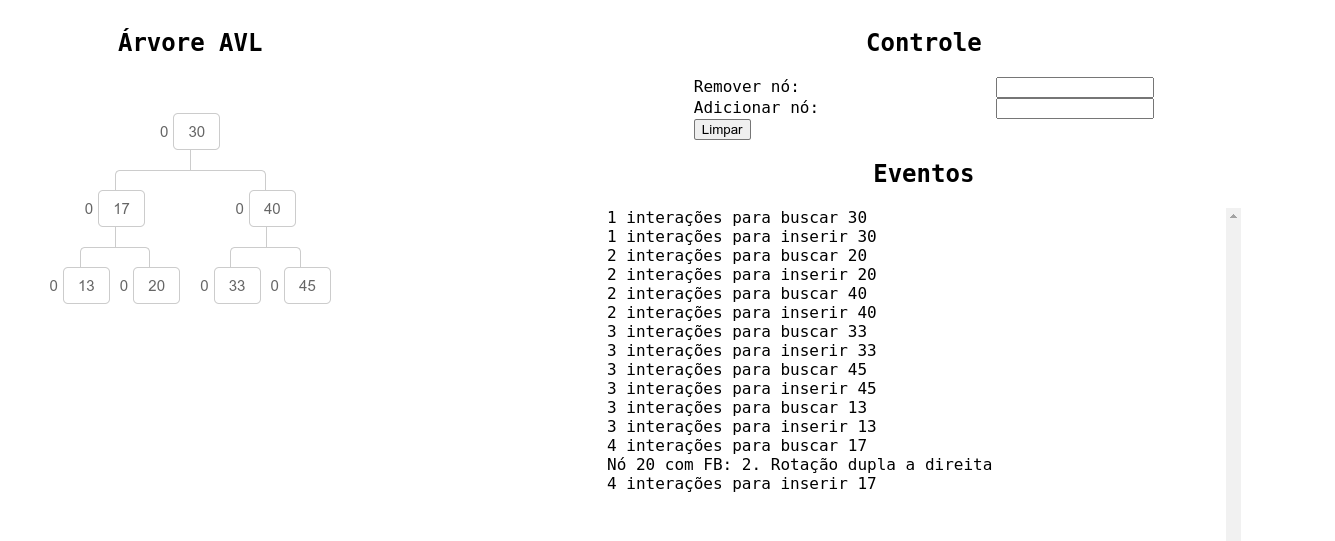 Árvore AVL
0 30
0 17 0 40
0 13 0 20 0 33 0 45
Controle
Remover nó:
Adicionar nó:
Limpar
Eventos
1 interações para buscar 30
1 interações para inserir 30
2 interações para buscar 20
2 interações para inserir 20
2 interações para buscar 40
2 interações para inserir 40
3 interações para buscar 33
3 interações para inserir 33
3 interações para buscar 45
3 interações para inserir 45
3 interações para buscar 13
3 interações para inserir 13
4 interações para buscar 17
Nó 20 com FB: 2. Rotação dupla a direita
4 interações para inserir 17